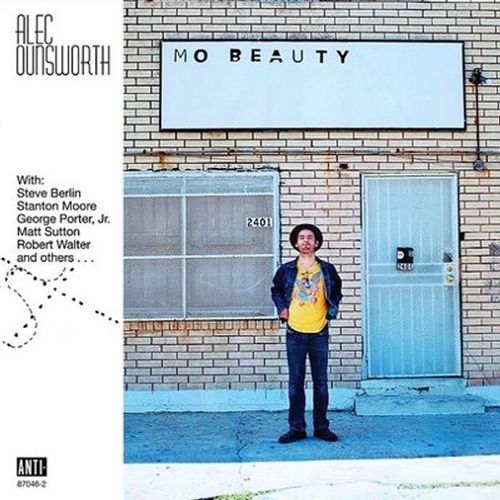 ALEC
OUNSWORTH
MO BEAUTY
With:
Steve Berlin
Stanton Moore
George Porter, Jr.
Matt Sutton
Robert Walter
and others . . .
2401
2401
ANTI-
87046-2